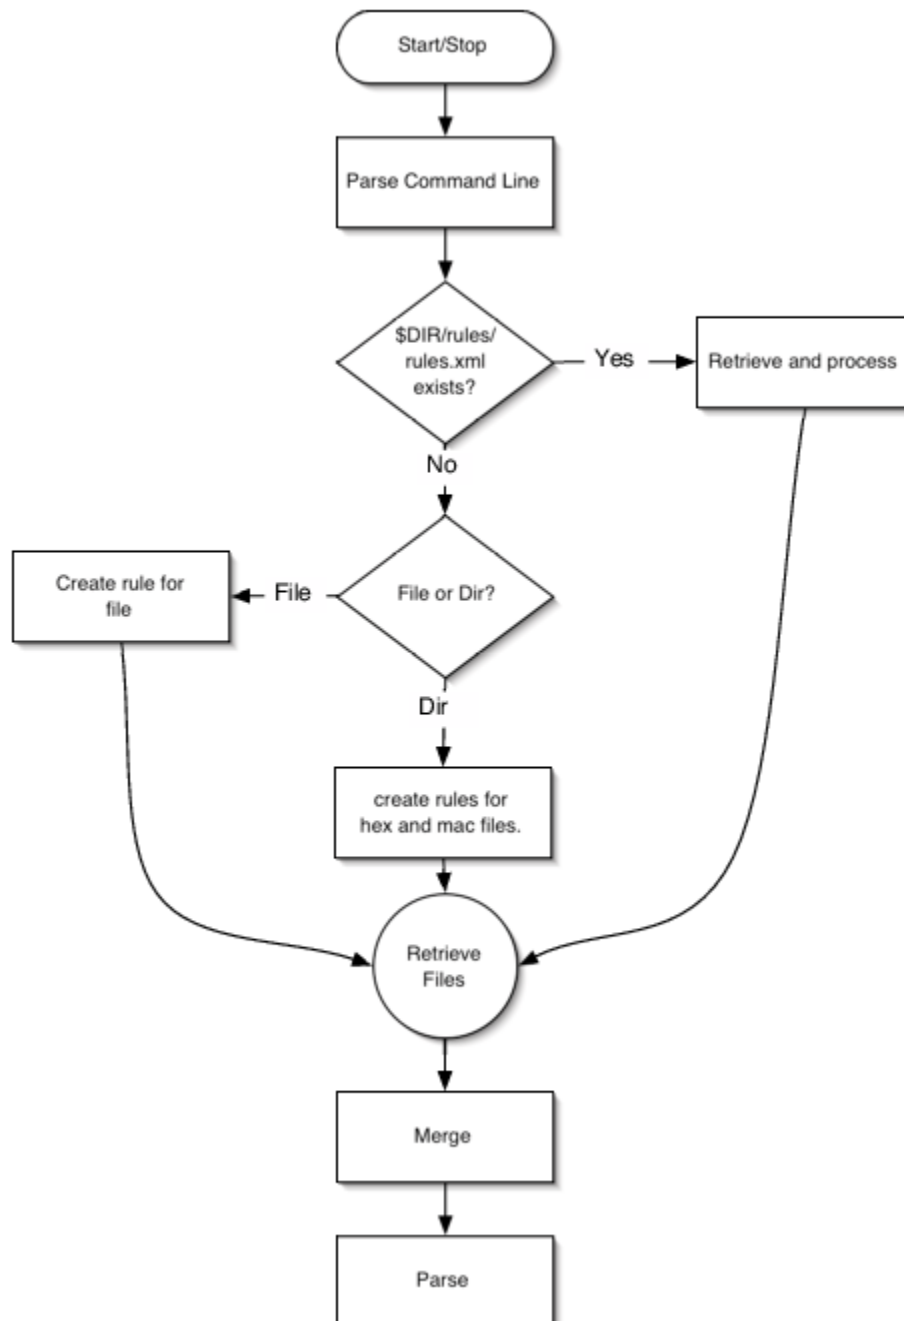 Start/Stop
Parse Command Line
$DIR/rules/
rules.xml
exists?
Yes
Retrieve and process
No
File or Dir?
File
Create rule for
file
Dir
create rules for
hex and mac files.
Retrieve
Files
Merge
Parse